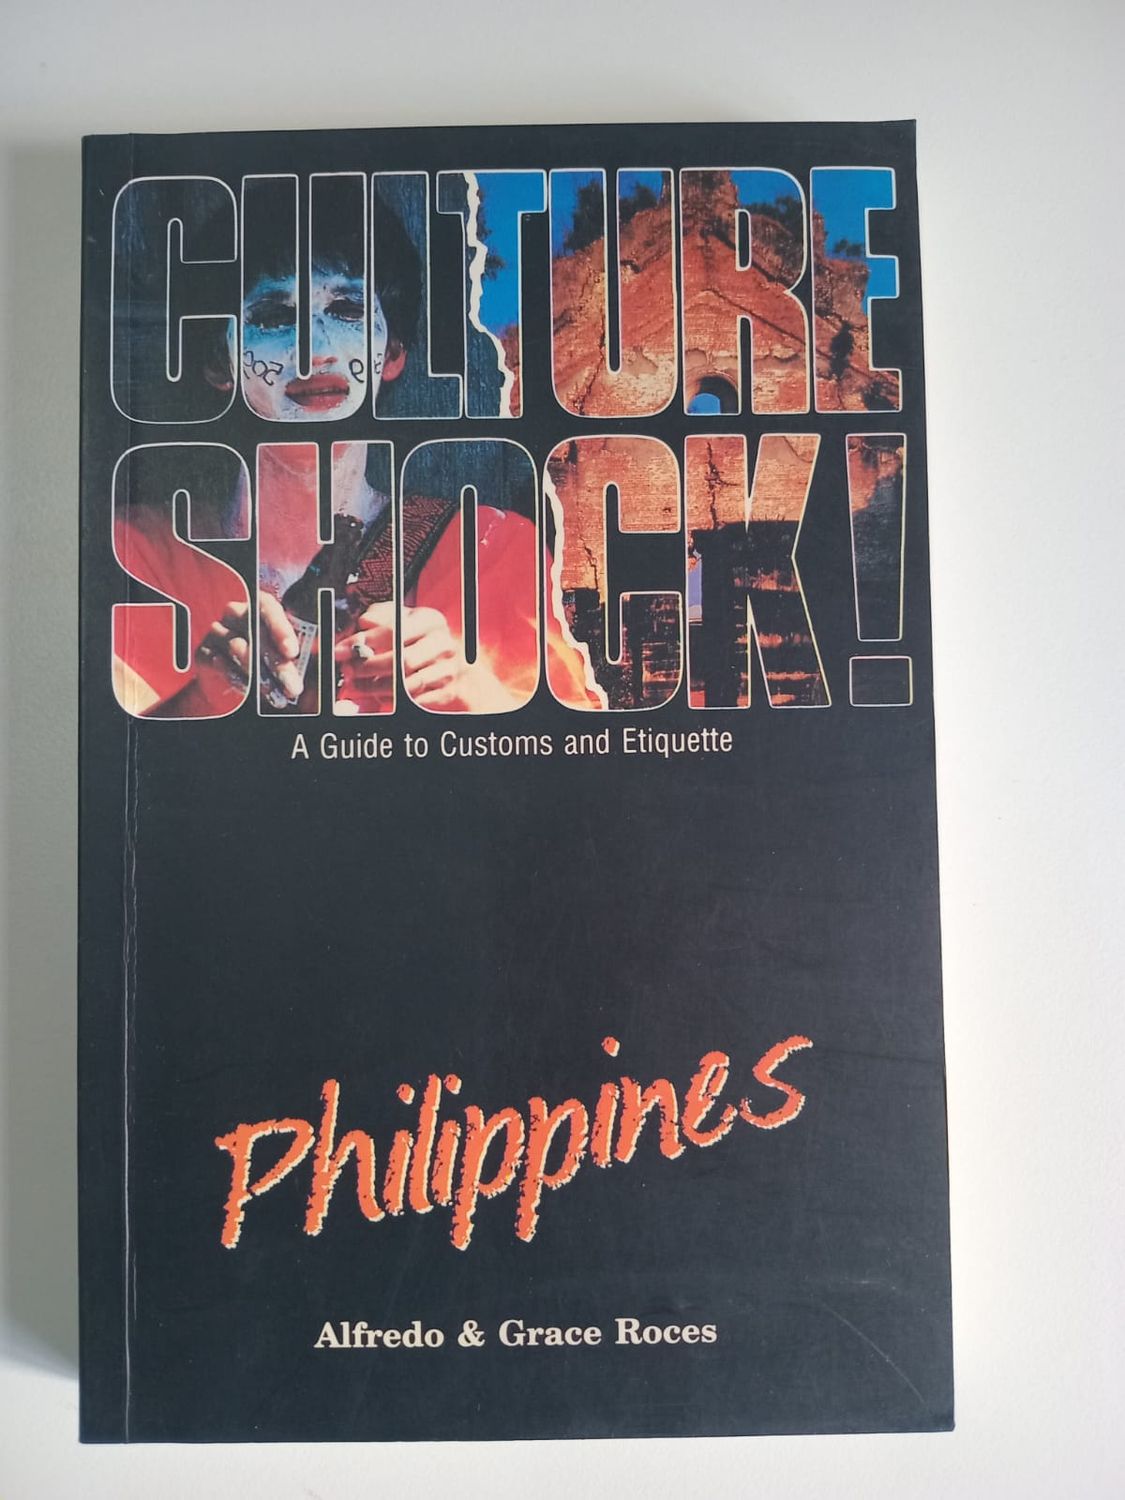 CULTURE
SHOCK!
A Guide to Customs and Etiquette
Philippines
Alfredo & Grace Roces